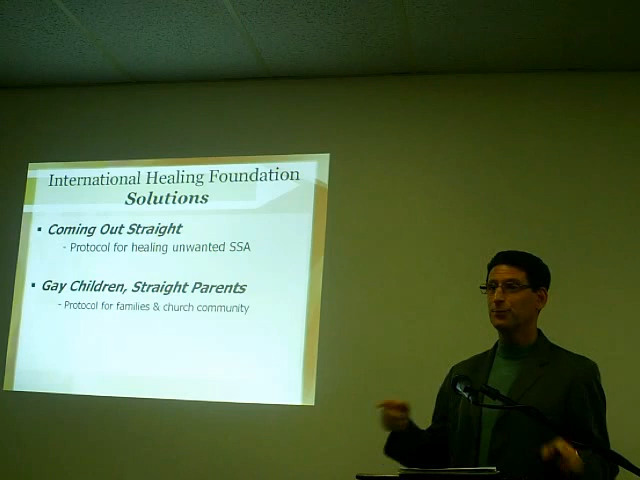 International Healing Foundation
Solutions
▪ Coming Out Straight
- Protocol for healing unwanted SSA
▪ Gay Children, Straight Parents
- Protocol for families & church community